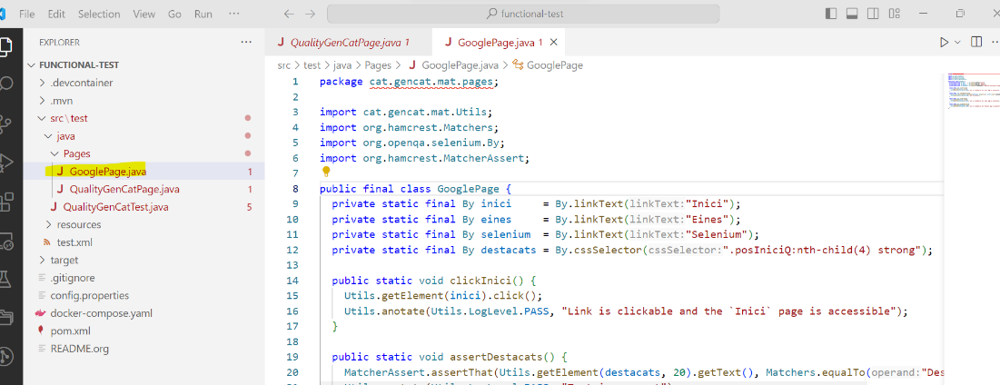 File Edit Selection View Go Run ··· functional-test
EXPLORER ···
FUNCTIONAL-TEST
.devcontainer
.mvn
src\test
java
Pages
GooglePage.java 1
QualityGenCatPage.java 1
QualityGenCatTest.java 5
resources
test.xml
target
.gitignore
config.properties
docker-compose.yaml
pom.xml
README.org
QualityGenCatPage.java 1 GooglePage.java 1
src > test > java > Pages > GooglePage.java > GooglePage
1 package cat.gencat.mat.pages;
2
3 import cat.gencat.mat.Utils;
4 import org.hamcrest.Matchers;
5 import org.openqa.selenium.By;
6 import org.hamcrest.MatcherAssert;
7
8 public final class GooglePage {
9 private static final By inici = By.linkText(linkText:"Inici");
10 private static final By eines = By.linkText(linkText:"Eines");
11 private static final By selenium = By.linkText(linkText:"Selenium");
12 private static final By destacats = By.cssSelector(cssSelector:".posIniciQ:nth-child(4) strong");
13
14 public static void clickInici() {
15 Utils.getElement(inici).click();
16 Utils.anotate(Utils.LogLevel.PASS, "Link is clickable and the `Inici` page is accessible");
17 }
18
19 public static void assertDestacats() {
20 MatcherAssert.assertThat(Utils.getElement(destacats, 20).getText(), Matchers.equalTo(operand:"Des